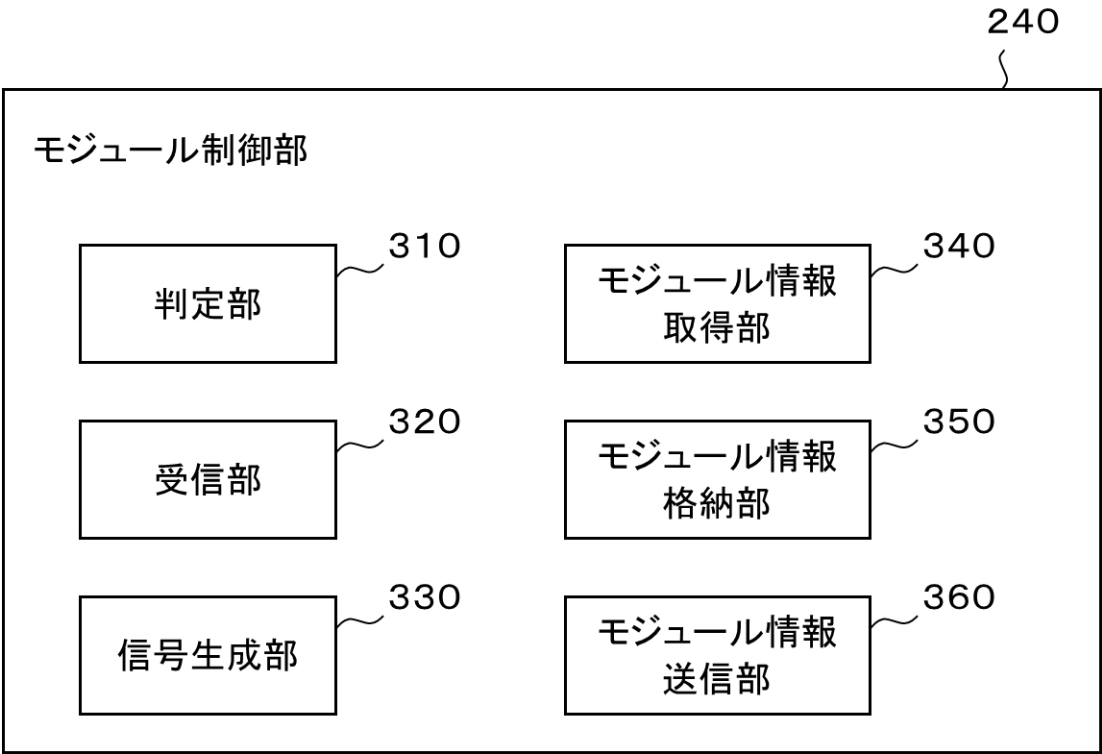 240
モジュール制御部
310
判定部
340
モジュール情報
取得部
320
受信部
350
モジュール情報
格納部
330
信号生成部
360
モジュール情報
送信部